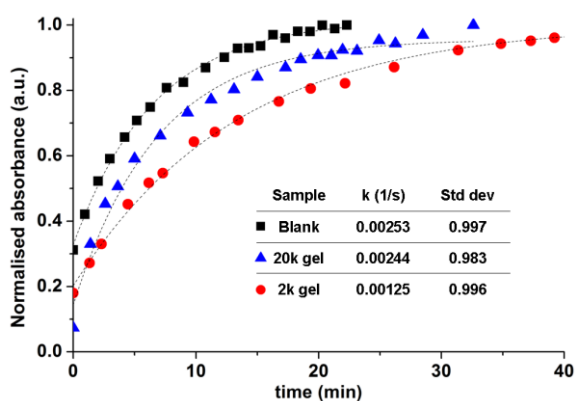 Normalised absorbance (a.u.)
1.0
0.8
0.6
0.4
0.2
0.0
Sample k (1/s) Std dev
Blank 0.00253 0.997
20k gel 0.00244 0.983
2k gel 0.00125 0.996
0 10 20 30 40
time (min)